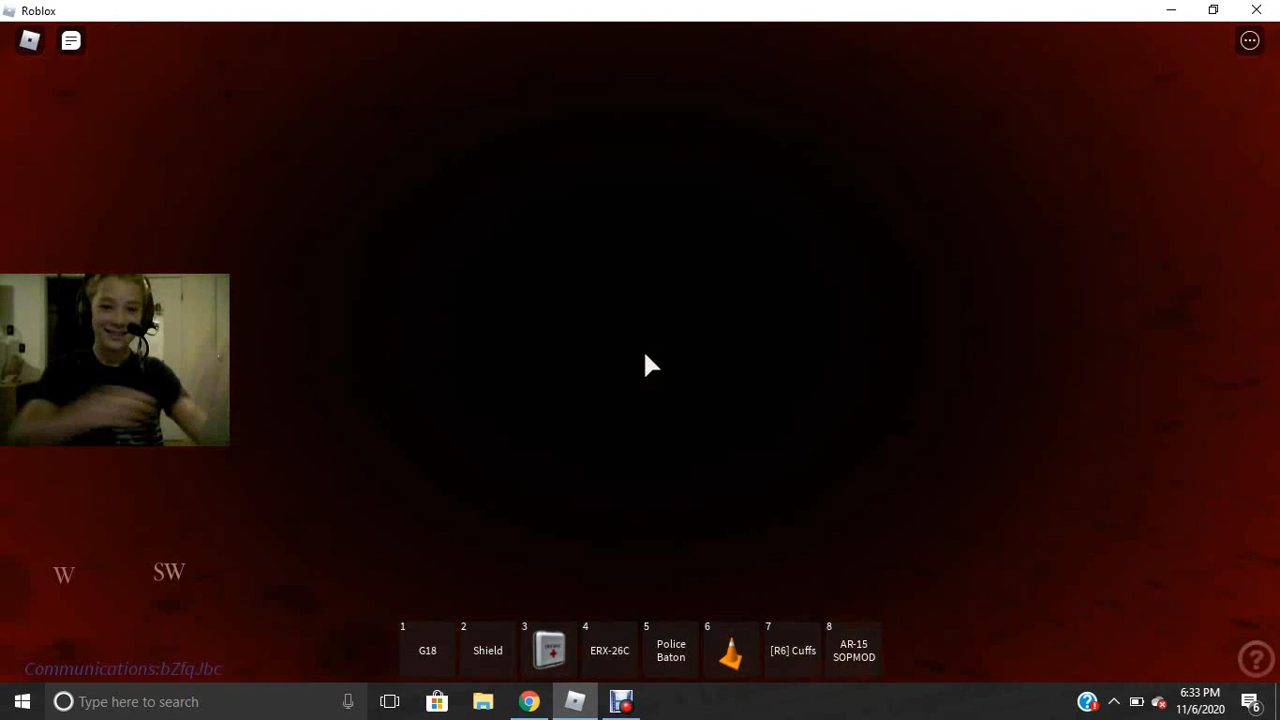 Roblox
W SW
1 2 3 4 5 6 7 8
G18 Shield ERX-26C Police Baton [R6] Cuffs AR-15 SOPMOD
Communications:bZfqJbc
Type here to search
6:33 PM
11/6/2020
6